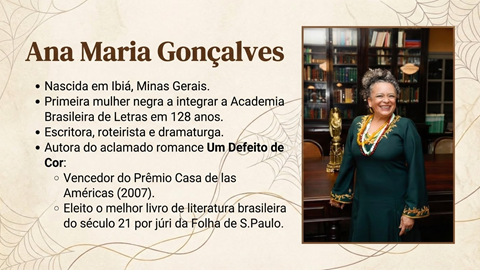 Ana Maria Gonçalves
• Nascida em Ibiá, Minas Gerais.
• Primeira mulher negra a integrar a Academia
Brasileira de Letras em 128 anos.
• Escritora, roteirista e dramaturga.
• Autora do aclamado romance Um Defeito de
Cor:
◦ Vencedor do Prêmio Casa de las
Américas (2007).
◦ Eleito o melhor livro de literatura brasileira
do século 21 por júri da Folha de S.Paulo.